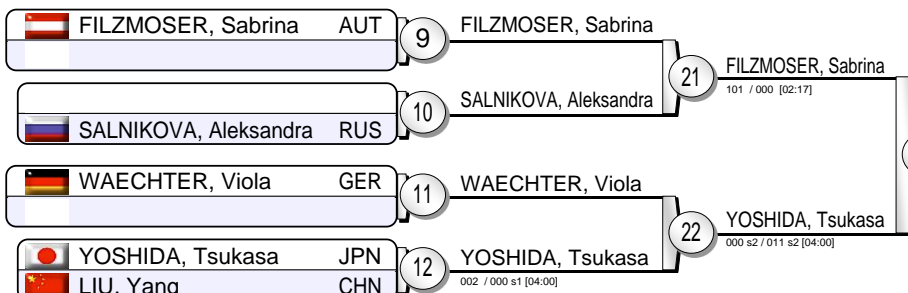 FILZMOSER, Sabrina AUT
9
FILZMOSER, Sabrina
21
FILZMOSER, Sabrina
101 / 000 [02:17]
SALNIKOVA, Aleksandra RUS
10
SALNIKOVA, Aleksandra
WAECHTER, Viola GER
11
WAECHTER, Viola
22
YOSHIDA, Tsukasa
000 s2 / 011 s2 [04:00]
YOSHIDA, Tsukasa JPN
LIU, Yang CHN
12
YOSHIDA, Tsukasa
002 / 000 s1 [04:00]